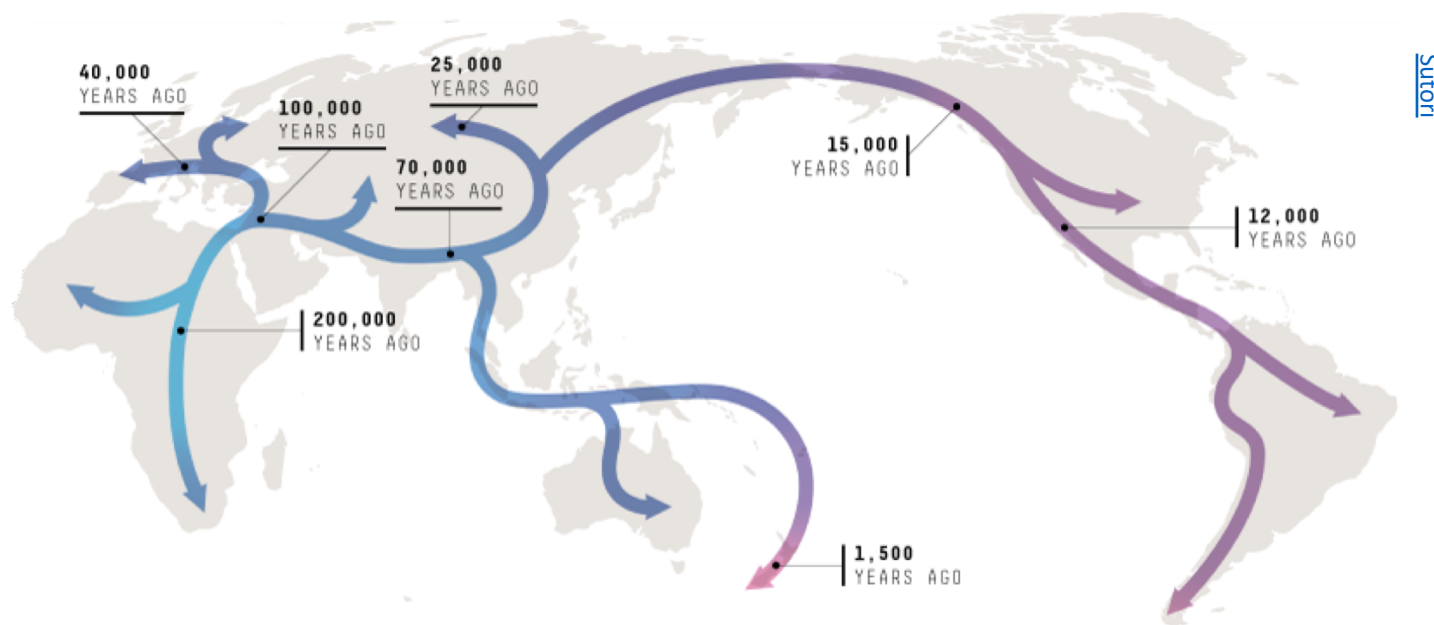 40,000
YEARS AGO
25,000
YEARS AGO
100,000
YEARS AGO
70,000
YEARS AGO
15,000
YEARS AGO
12,000
YEARS AGO
200,000
YEARS AGO
1,500
YEARS AGO
Sutori